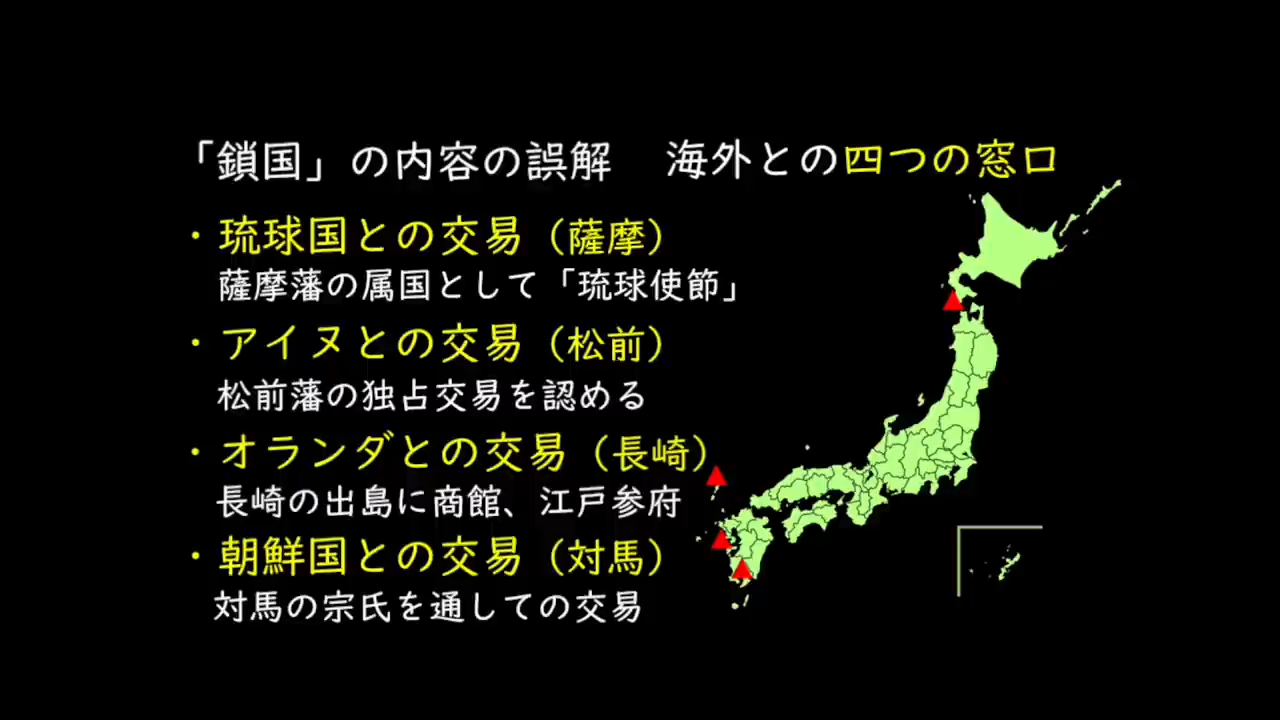 「鎖国」の内容の誤解　海外との四つの窓口
・琉球国との交易（薩摩）
薩摩藩の属国として「琉球使節」
・アイヌとの交易（松前）
松前藩の独占交易を認める
・オランダとの交易（長崎）
長崎の出島に商館、江戸参府
・朝鮮国との交易（対馬）
対馬の宗氏を通しての交易